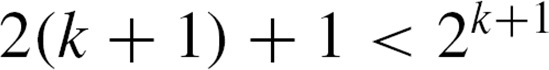 2(k + 1) + 1 < 2^{k+1}